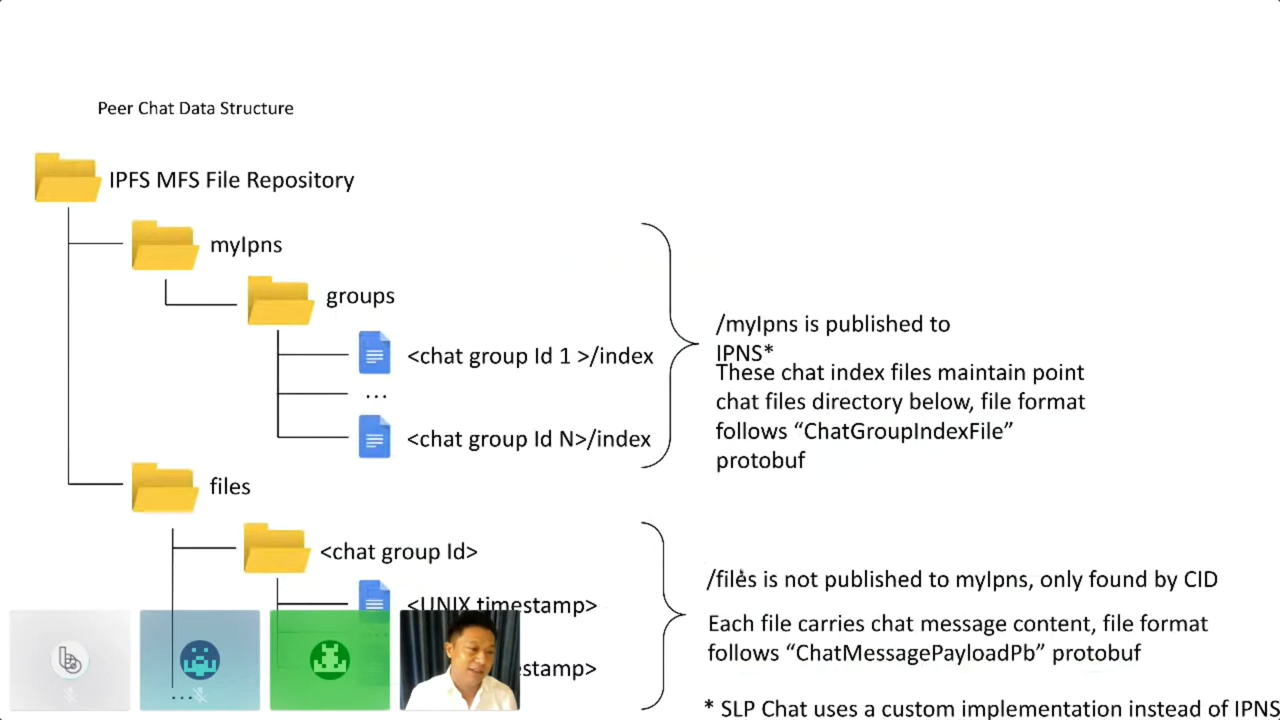 Peer Chat Data Structure
IPFS MFS File Repository
myIpns
groups
<chat group Id 1 >/index
...
<chat group Id N>/index
/myIpns is published to
IPNS*
These chat index files maintain point
chat files directory below, file format
follows “ChatGroupIndexFile”
protobuf
files
<chat group Id>
<UNIX timestamp>
stamp>
...
/files is not published to myIpns, only found by CID
Each file carries chat message content, file format
follows “ChatMessagePayloadPb” protobuf
* SLP Chat uses a custom implementation instead of IPNS